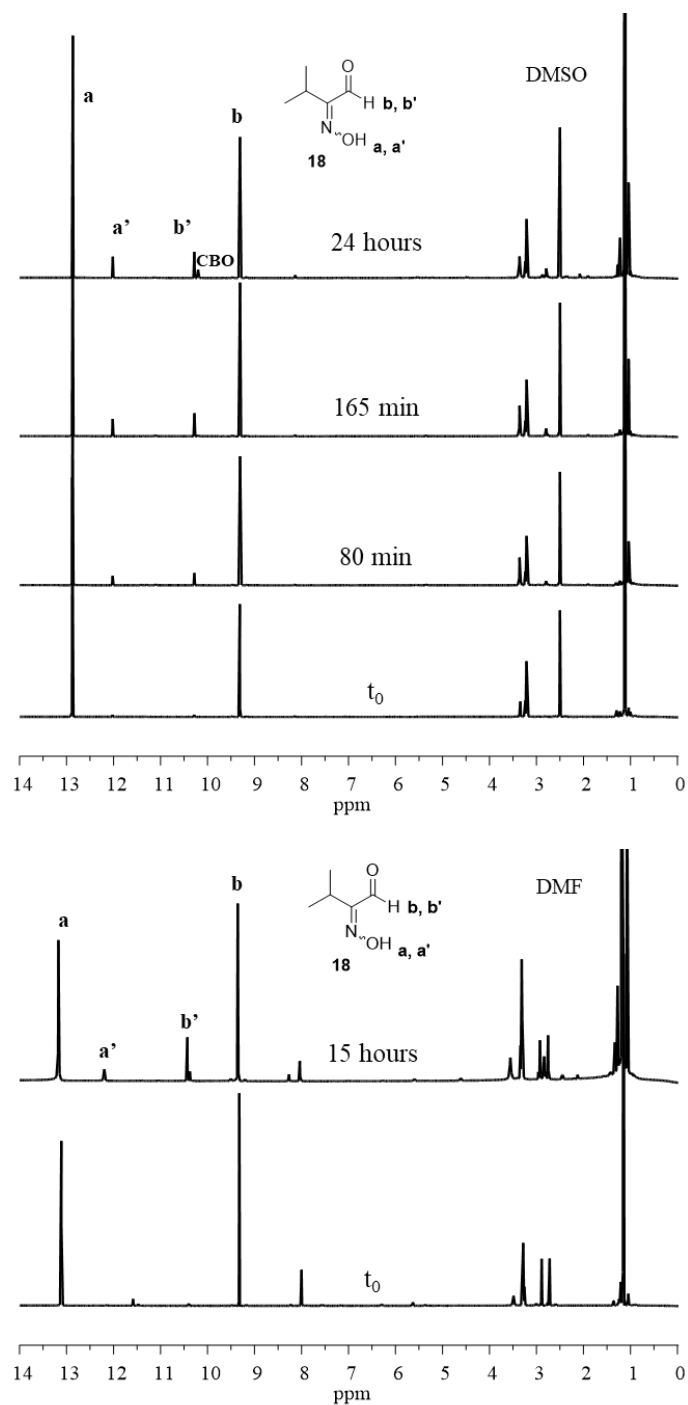 O
DMSO
a
H b, b'
b
N
OH a, a'
18
a’
b’
CBO
24 hours
165 min
80 min
t0
14 13 12 11 10 9 8 7 6 5 4 3 2 1 0
ppm
O
DMF
b
H b, b'
a
N
OH a, a'
18
b’
a’
15 hours
t0
14 13 12 11 10 9 8 7 6 5 4 3 2 1 0
ppm